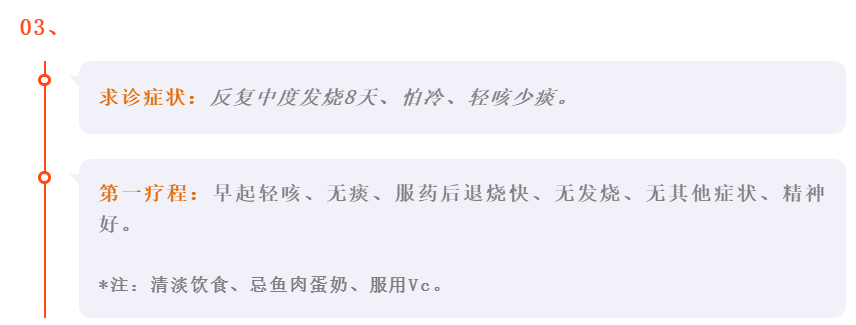 03、
求诊症状：反复中度发烧8天、怕冷、轻咳少痰。
第一疗程：早起轻咳、无痰、服药后退烧快、无发烧、无其他症状、精神
好。
*注：清淡饮食、忌鱼肉蛋奶、服用Vc。